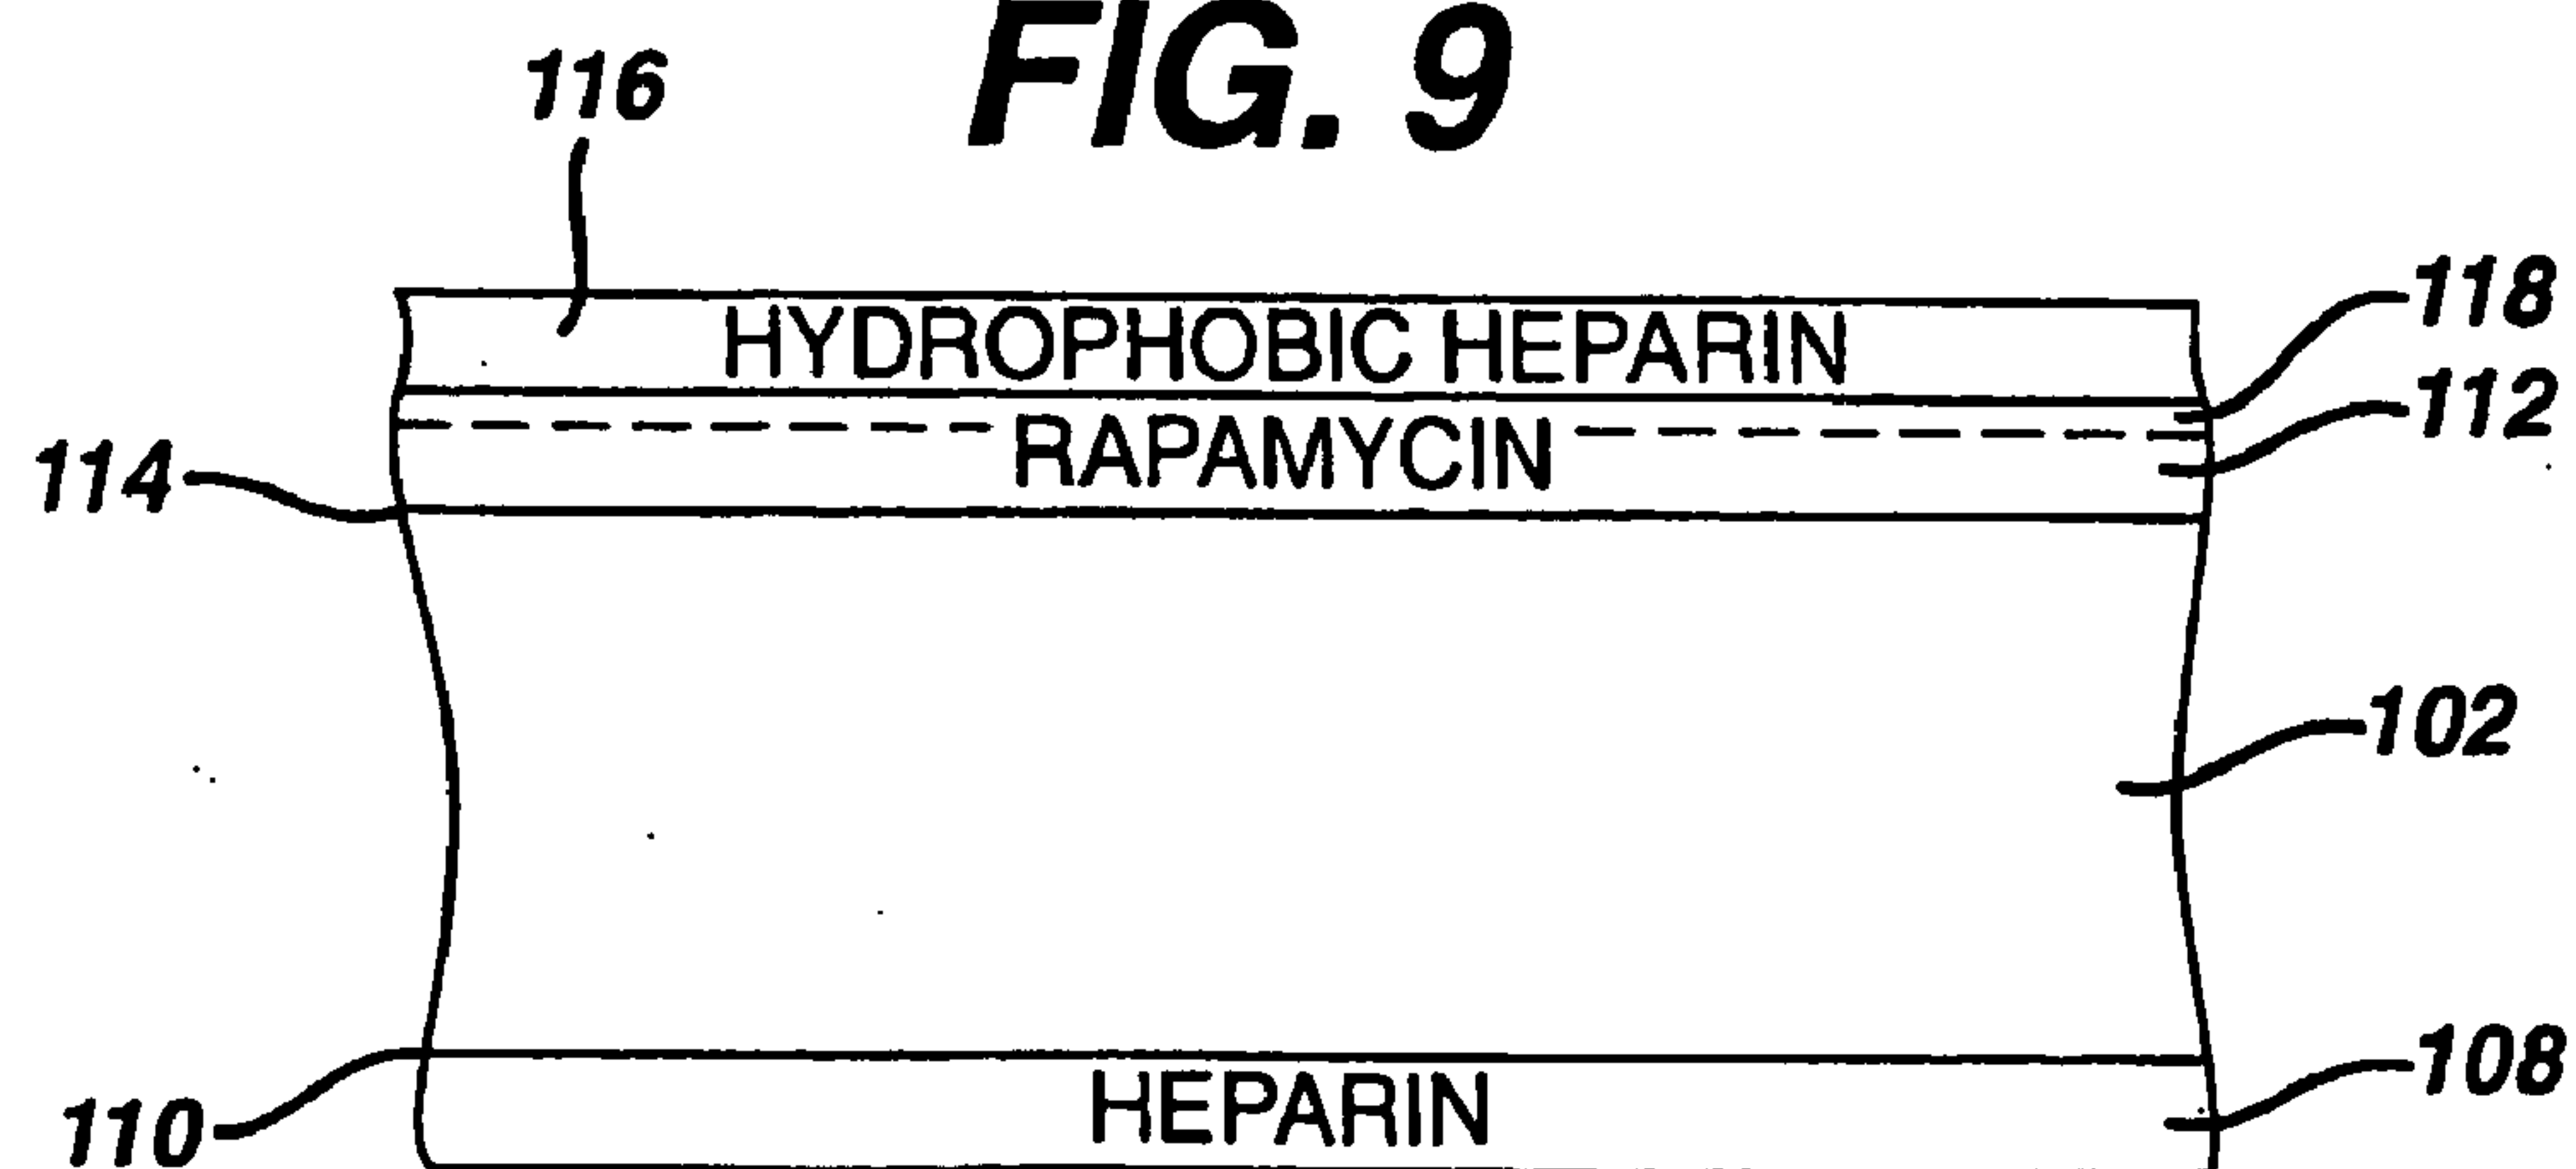 FIG. 9
116
HYDROPHOBIC HEPARIN
118
RAPAMYCIN
112
114
102
110
HEPARIN
108